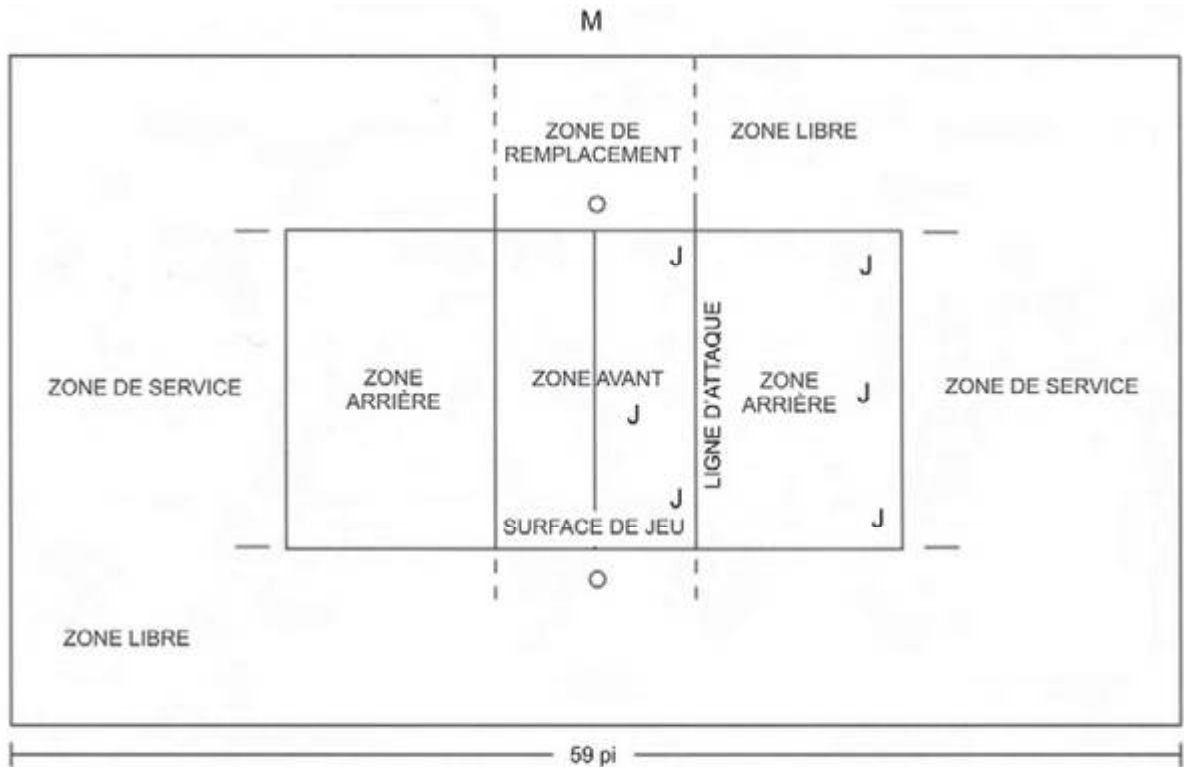 M
ZONE DE
REMPLACEMENT
ZONE LIBRE
O
J
J
ZONE DE SERVICE
ZONE
ARRIÈRE
ZONE AVANT
J
LIGNE D'ATTAQUE
ZONE
ARRIÈRE
J
ZONE DE SERVICE
J
J
SURFACE DE JEU
O
ZONE LIBRE
59 pi